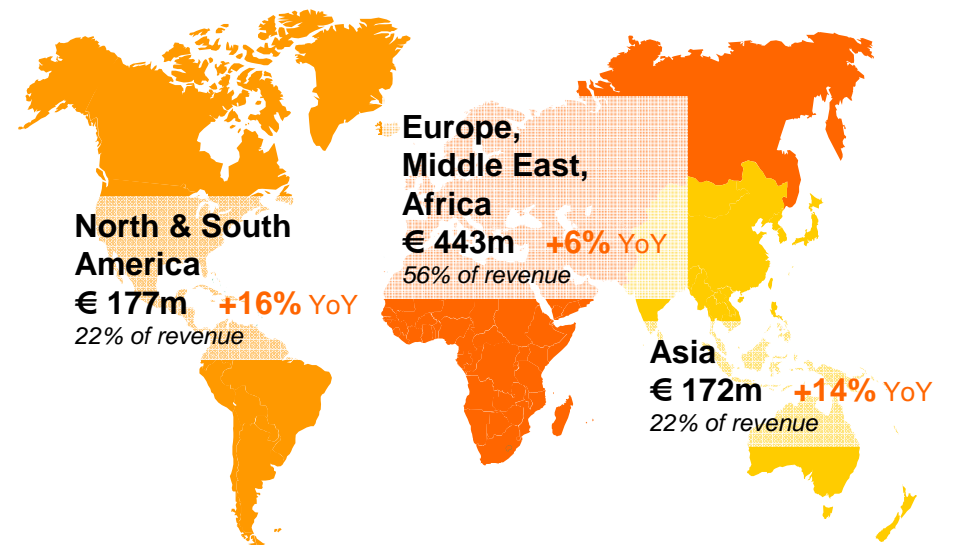 Europe,
Middle East,
Africa
€ 443m +6% YoY
56% of revenue
North & South
America
€ 177m +16% YoY
22% of revenue
Asia
€ 172m +14% YoY
22% of revenue